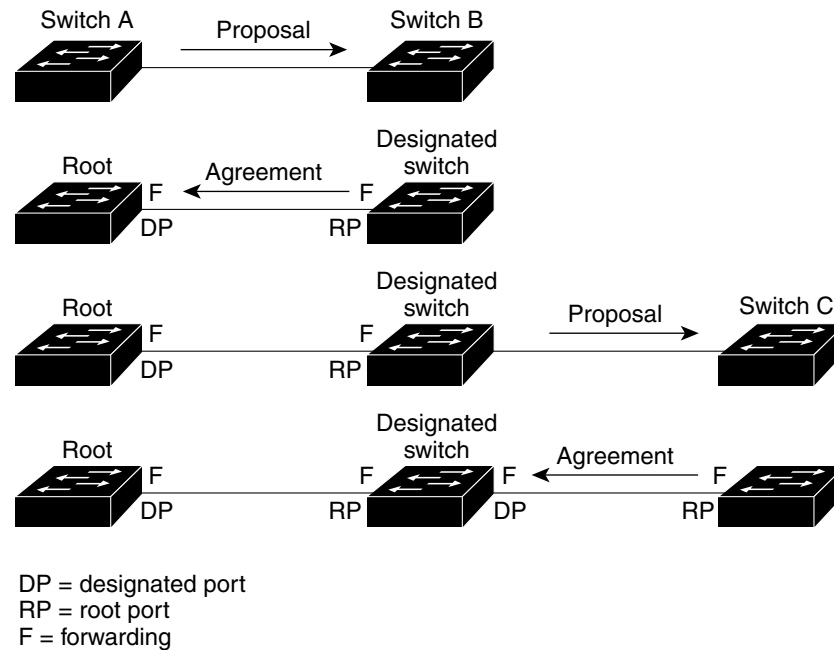 Switch A
Proposal
Switch B
Root
F
DP
Agreement
Designated
switch
F
RP
Root
F
DP
Designated
switch
F
RP
Proposal
Switch C
Root
F
DP
Designated
switch
F
RP
F
DP
Agreement
F
RP
DP = designated port
RP = root port
F = forwarding